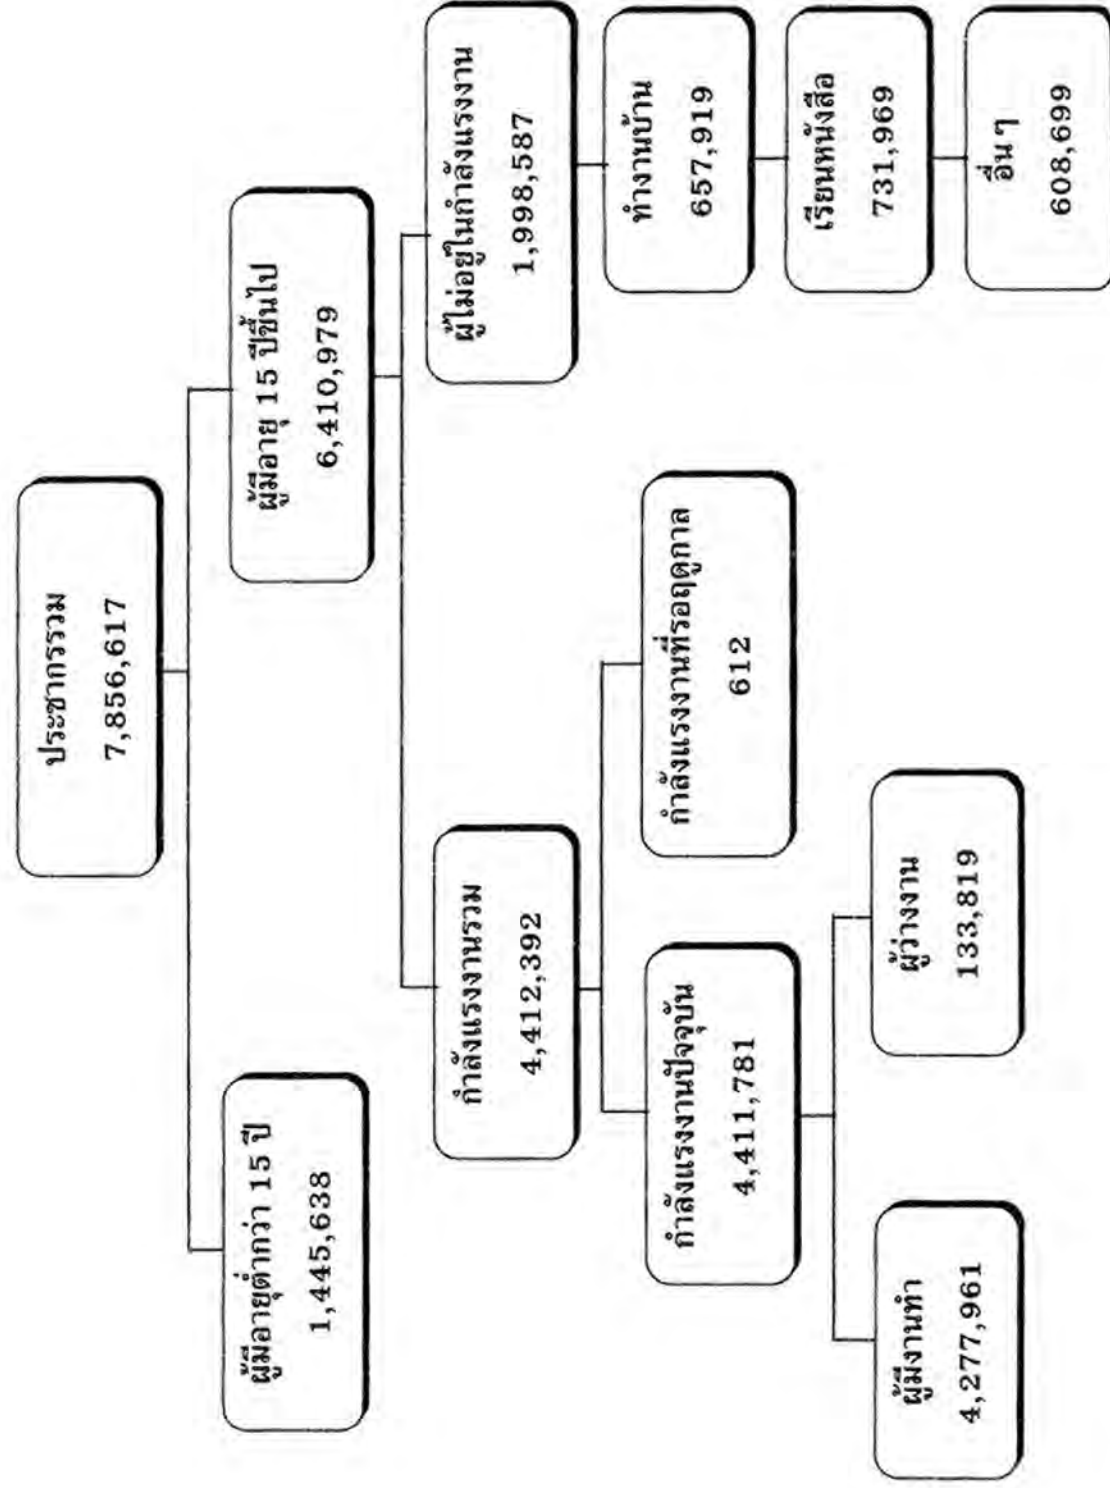 ประชากรรวม
7,856,617
ผู้มีอายุต่ำกว่า 15 ปี
1,445,638
ผู้มีอายุ 15 ปีขึ้นไป
6,410,979
กำลังแรงงานรวม
4,412,392
ผู้ไม่อยู่ในกำลังแรงงาน
1,998,587
กำลังแรงงานปัจจุบัน
4,411,781
กำลังแรงงานที่รอฤดูกาล
612
ทำงานบ้าน
657,919
ผู้มีงานทำ
4,277,961
ผู้ว่างงาน
133,819
เรียนหนังสือ
731,969
อื่น ๆ
608,699